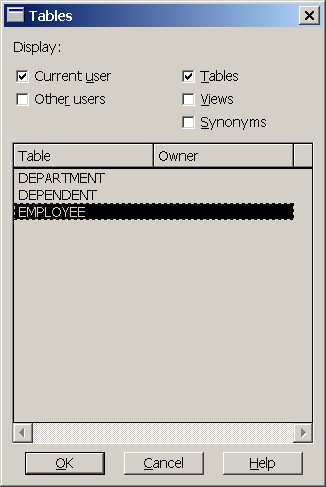 Tables
Display:
Current user
Tables
Other users
Views
Synonyms
Table Owner
DEPARTMENT
DEPENDENT
EMPLOYEE
OK Cancel Help